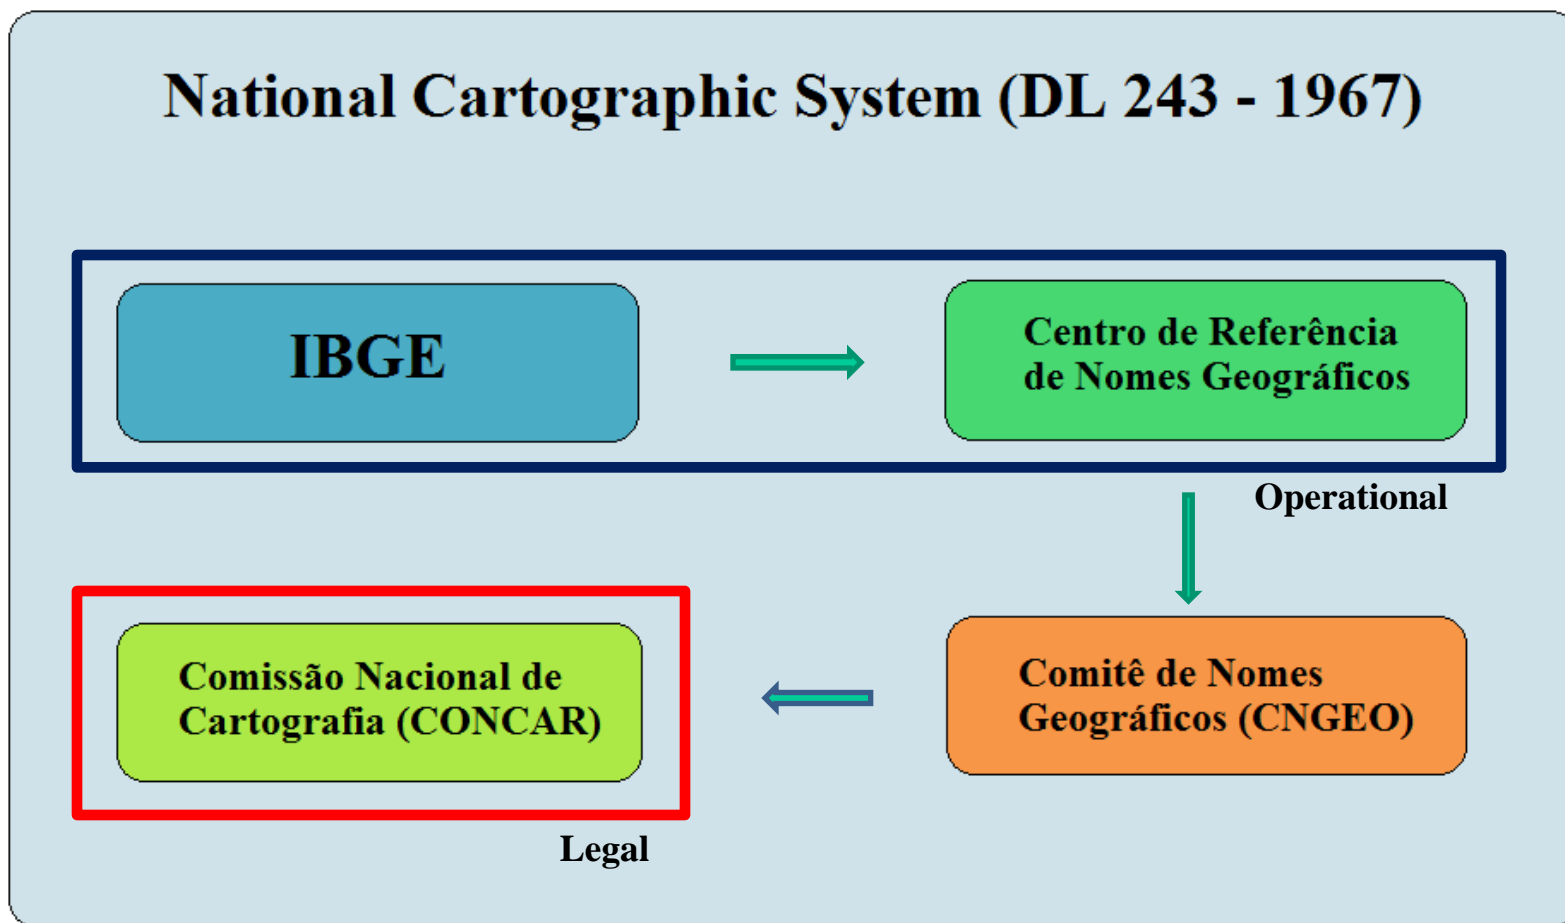 National Cartographic System (DL 243 - 1967)
IBGE
Centro de Referência
de Nomes Geográficos
Operational
Comissão Nacional de
Cartografia (CONCAR)
Comitê de Nomes
Geográficos (CNGEO)
Legal